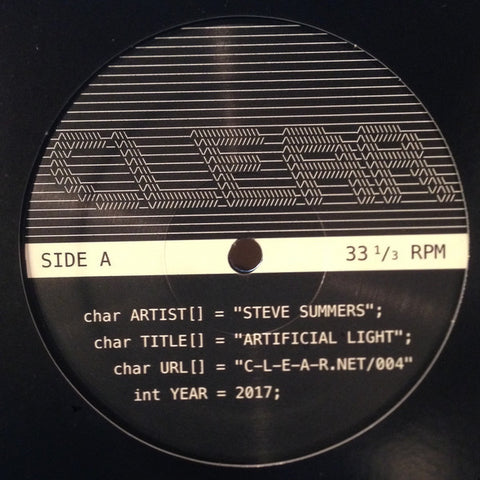 CLEAR
SIDE A 33 1/3 RPM
char ARTIST[] = "STEVE SUMMERS";
char TITLE[] = "ARTIFICIAL LIGHT";
char URL[] = "C-L-E-A-R.NET/004"
int YEAR = 2017;